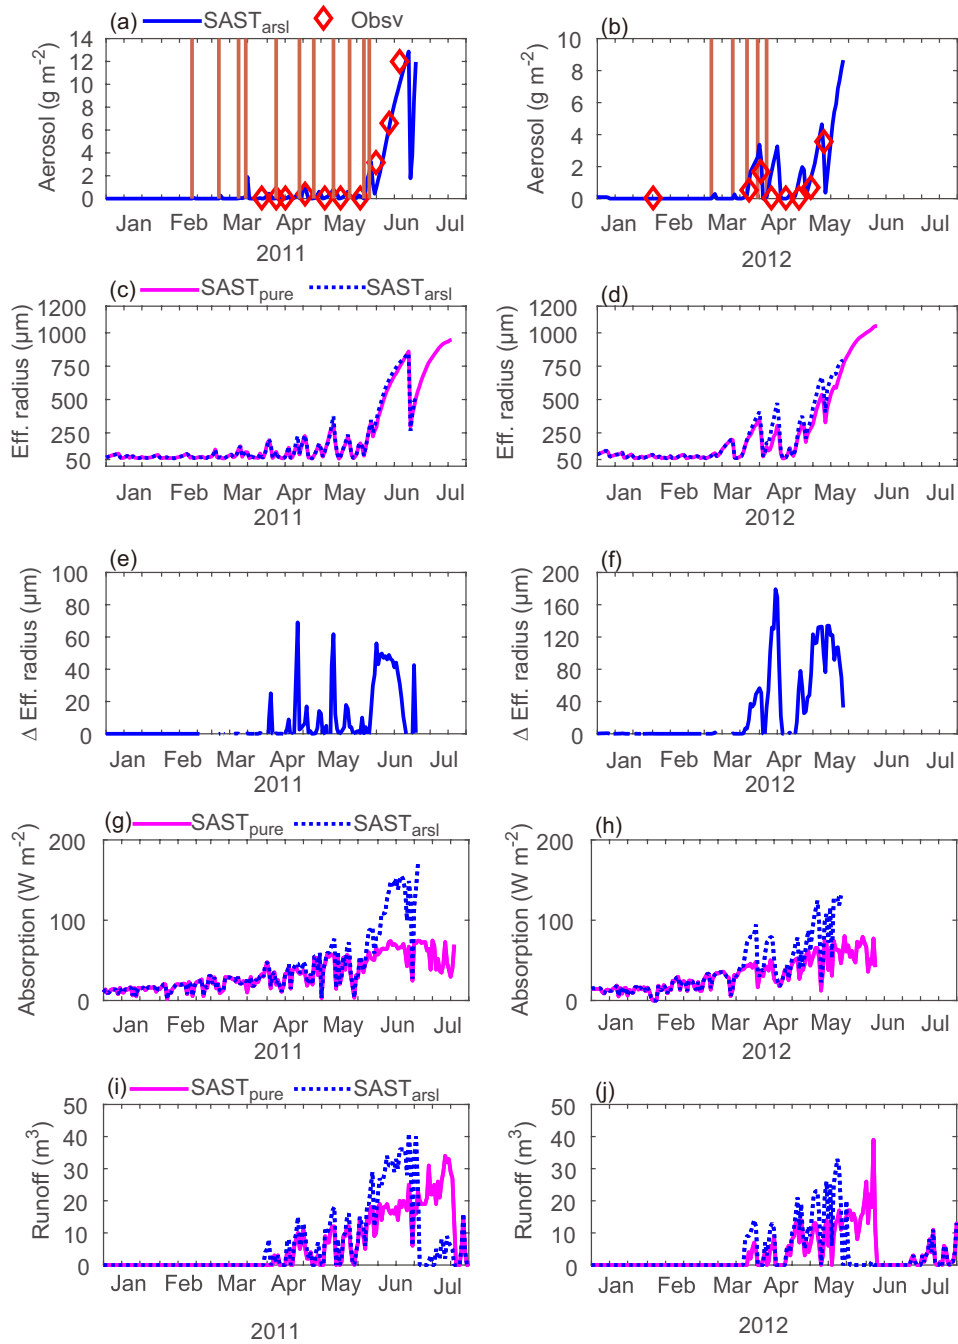 (a) SAST_arsl Obsv
14
12
10
8
6
4
2
0
Aerosol (g m⁻²)
Jan Feb Mar Apr May Jun Jul
2011
(b)
10
8
6
4
2
0
Aerosol (g m⁻²)
Jan Feb Mar Apr May Jun Jul
2012
(c) SAST_pure SAST_arsl
1200
1000
750
500
250
50
Eff. radius (μm)
Jan Feb Mar Apr May Jun Jul
2011
(d)
1200
1000
750
500
250
50
Eff. radius (μm)
Jan Feb Mar Apr May Jun Jul
2012
(e)
100
80
60
40
20
0
Δ Eff. radius (μm)
Jan Feb Mar Apr May Jun Jul
2011
(f)
200
160
120
80
40
0
Δ Eff. radius (μm)
Jan Feb Mar Apr May Jun Jul
2012
(g) SAST_pure SAST_arsl
200
100
0
Absorption (W m⁻²)
Jan Feb Mar Apr May Jun Jul
2011
(h)
200
100
0
Absorption (W m⁻²)
Jan Feb Mar Apr May Jun Jul
2012
(i) SAST_pure SAST_arsl
50
40
30
20
10
0
Runoff (m³)
Jan Feb Mar Apr May Jun Jul
2011
(j)
50
40
30
20
10
0
Runoff (m³)
Jan Feb Mar Apr May Jun Jul
2012